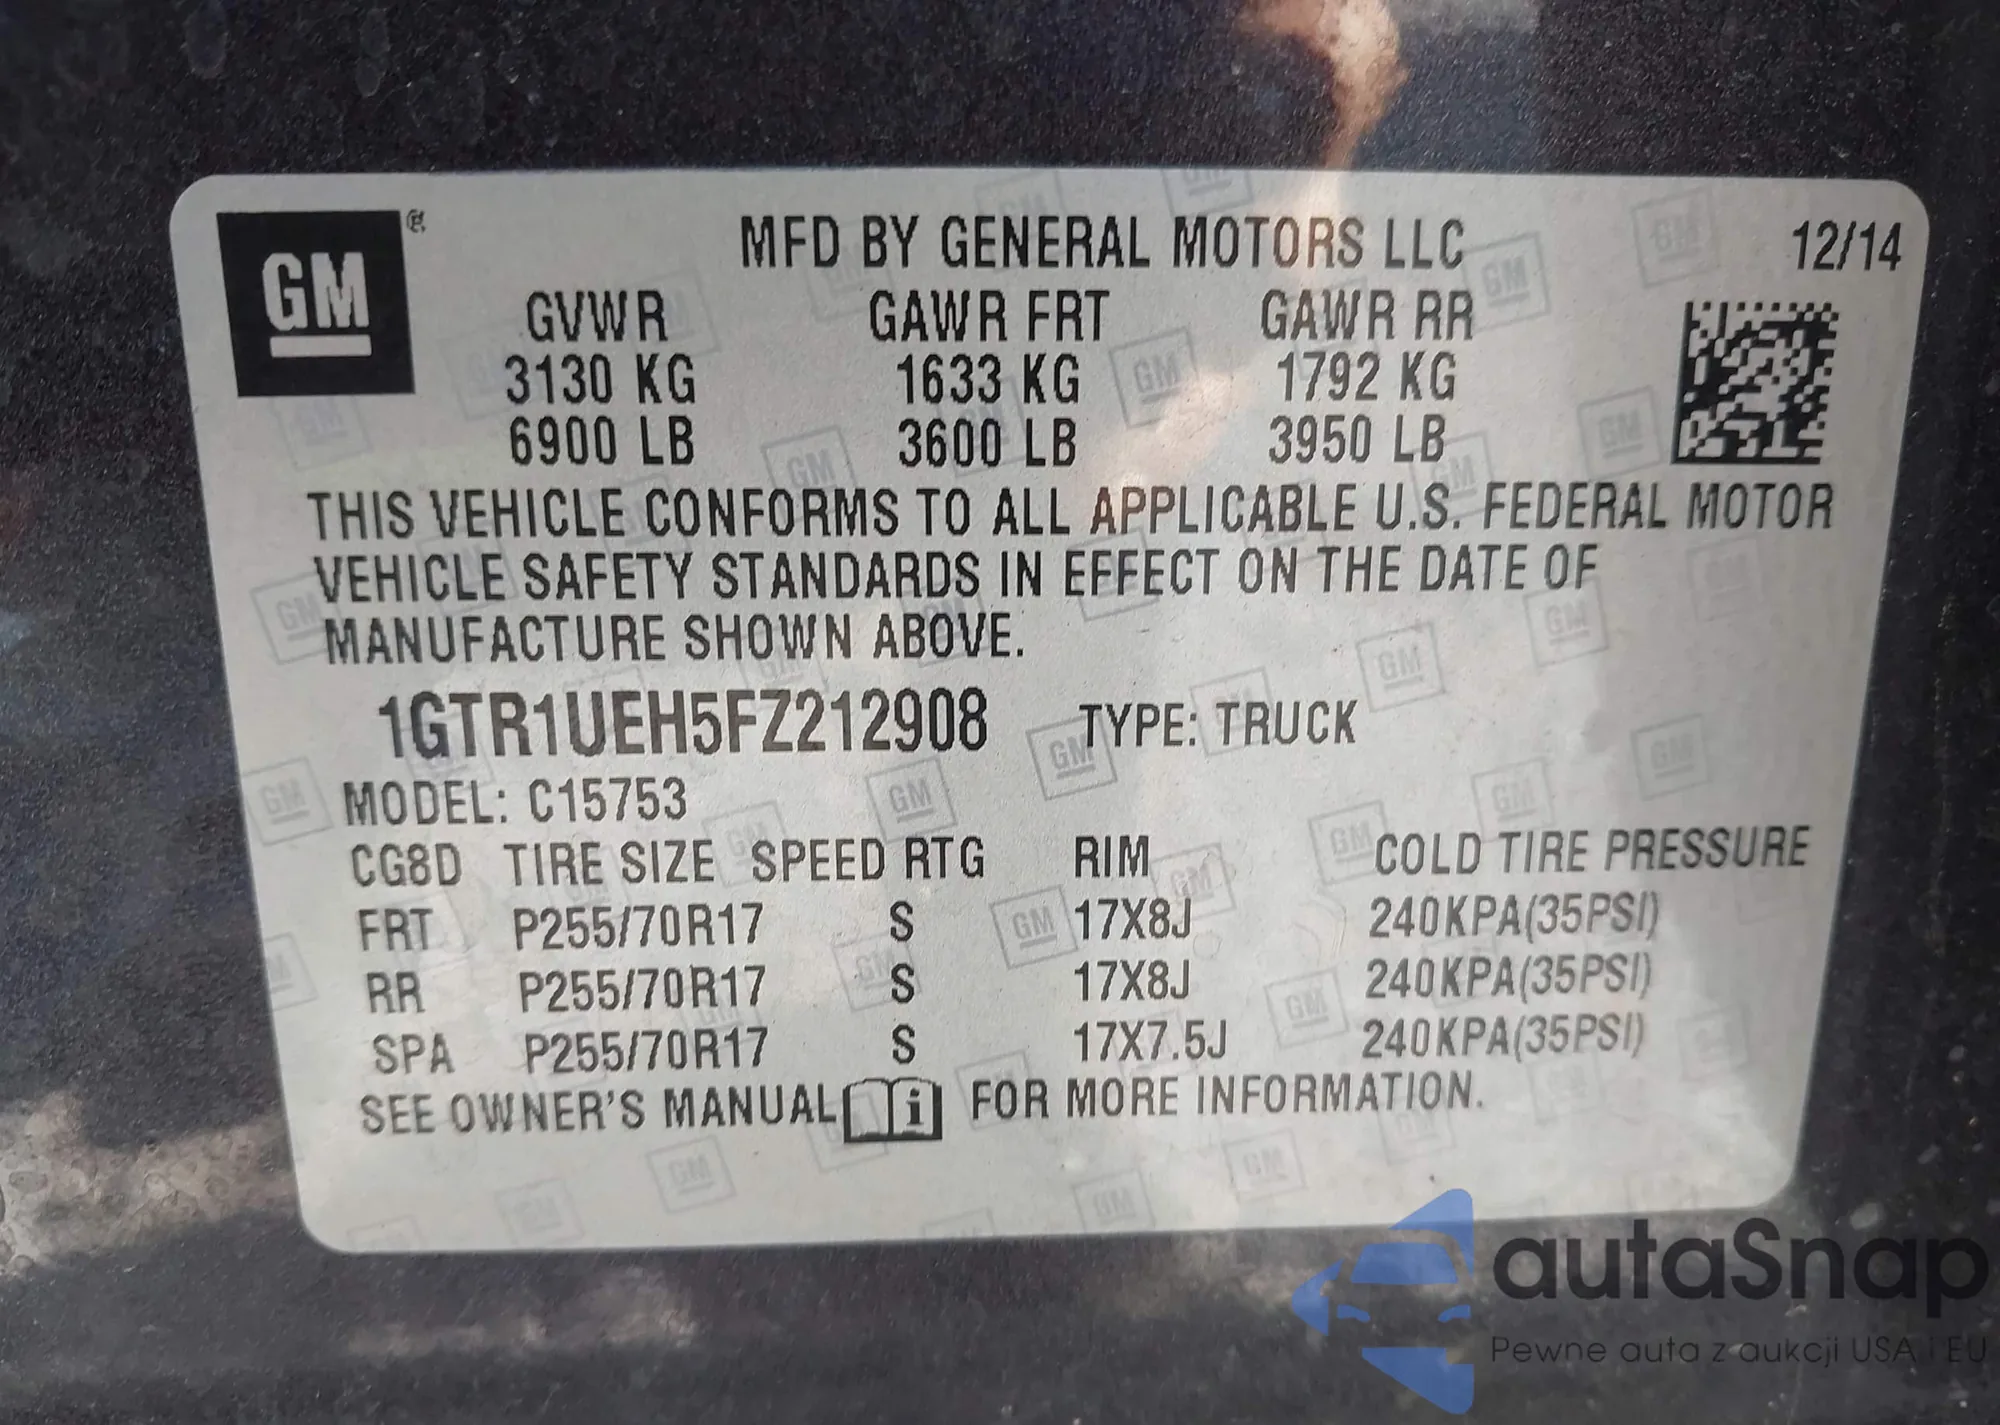 GM
MFD BY GENERAL MOTORS LLC 12/14
GVWR GAWR FRT GAWR RR
3130 KG 1633 KG 1792 KG
6900 LB 3600 LB 3950 LB
THIS VEHICLE CONFORMS TO ALL APPLICABLE U.S. FEDERAL MOTOR
VEHICLE SAFETY STANDARDS IN EFFECT ON THE DATE OF
MANUFACTURE SHOWN ABOVE.
1GTR1UEH5FZ212908 TYPE: TRUCK
MODEL: C15753
CG8D TIRE SIZE SPEED RTG RIM COLD TIRE PRESSURE
FRT P255/70R17 S 17X8J 240KPA(35PSI)
RR P255/70R17 S 17X8J 240KPA(35PSI)
SPA P255/70R17 S 17X7.5J 240KPA(35PSI)
SEE OWNER'S MANUAL i FOR MORE INFORMATION.
autaSnap
Pewne auta z aukcji USA i EU